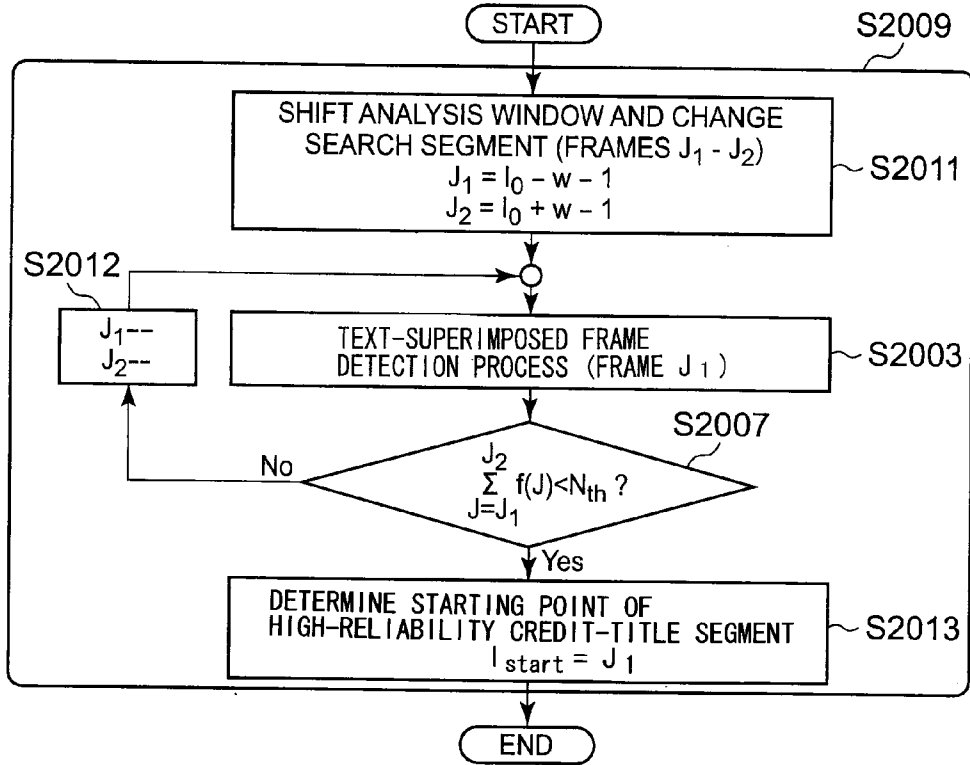 START
S2009
SHIFT ANALYSIS WINDOW AND CHANGE
SEARCH SEGMENT (FRAMES J1 - J2)
J1 = I0 - w - 1
J2 = I0 + w - 1
S2011
S2012
J1--
J2--
TEXT-SUPERIMPOSED FRAME
DETECTION PROCESS (FRAME J1)
S2003
S2007
No
J2
Σ f(J)<Nth ?
J=J1
Yes
DETERMINE STARTING POINT OF
HIGH-RELIABILITY CREDIT-TITLE SEGMENT
Istart = J1
S2013
END